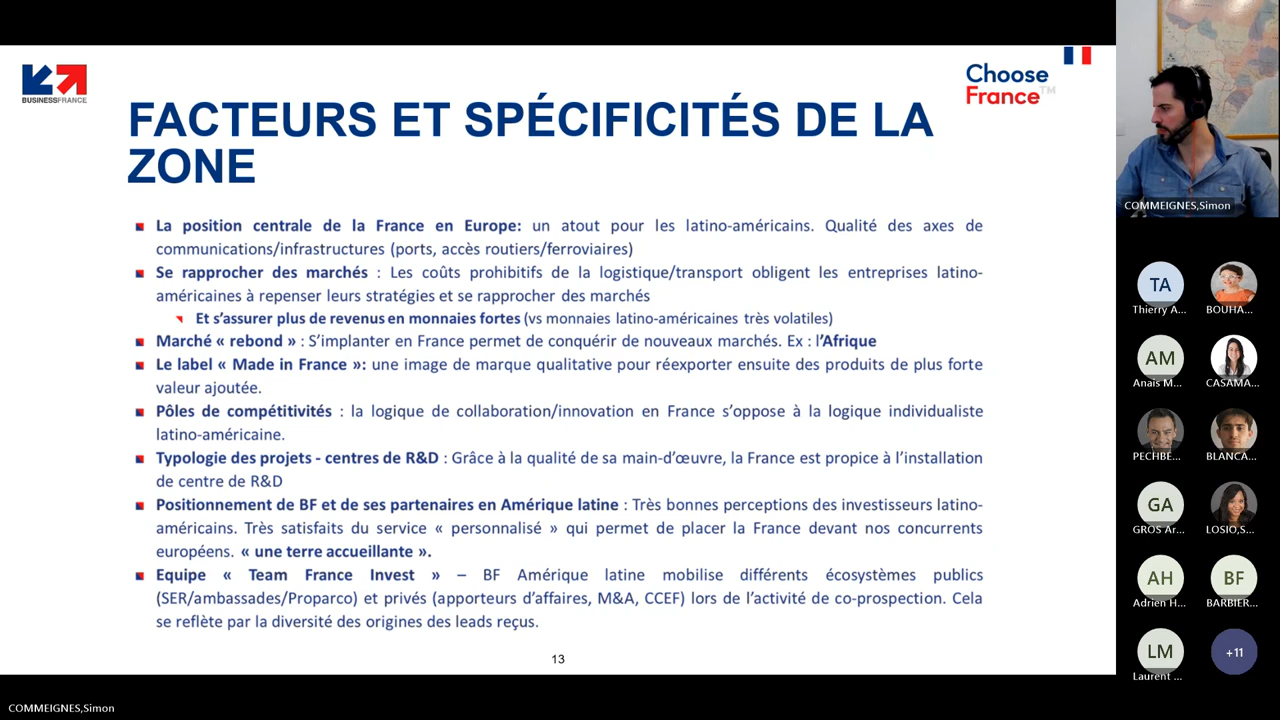 BUSINESSFRANCE
Choose
France™
FACTEURS ET SPÉCIFICITÉS DE LA
ZONE
La position centrale de la France en Europe: un atout pour les latino-américains. Qualité des axes de
communications/infrastructures (ports, accès routiers/ferroviaires)
Se rapprocher des marchés : Les coûts prohibitifs de la logistique/transport obligent les entreprises latino-
américaines à repenser leurs stratégies et se rapprocher des marchés
Et s’assurer plus de revenus en monnaies fortes (vs monnaies latino-américaines très volatiles)
Marché « rebond » : S’implanter en France permet de conquérir de nouveaux marchés. Ex : l’Afrique
Le label « Made in France »: une image de marque qualitative pour réexporter ensuite des produits de plus forte
valeur ajoutée.
Pôles de compétitivités : la logique de collaboration/innovation en France s’oppose à la logique individualiste
latino-américaine.
Typologie des projets - centres de R&D : Grâce à la qualité de sa main-d’œuvre, la France est propice à l’installation
de centre de R&D
Positionnement de BF et de ses partenaires en Amérique latine : Très bonnes perceptions des investisseurs latino-
américains. Très satisfaits du service « personnalisé » qui permet de placer la France devant nos concurrents
européens. « une terre accueillante ».
Equipe « Team France Invest » – BF Amérique latine mobilise différents écosystèmes publics
(SER/ambassades/Proparco) et privés (apporteurs d’affaires, M&A, CCEF) lors de l’activité de co-prospection. Cela
se reflète par la diversité des origines des leads reçus.
13
COMMEIGNES,Simon
TA
Thierry A...
BOUHA...
AM
Anais M...
CASAMA...
PECHBE...
BLANCA...
GA
GROS Ar...
LOSIO,S...
AH
Adrien H...
BF
BARBIER...
LM
Laurent ...
+11
COMMEIGNES,Simon